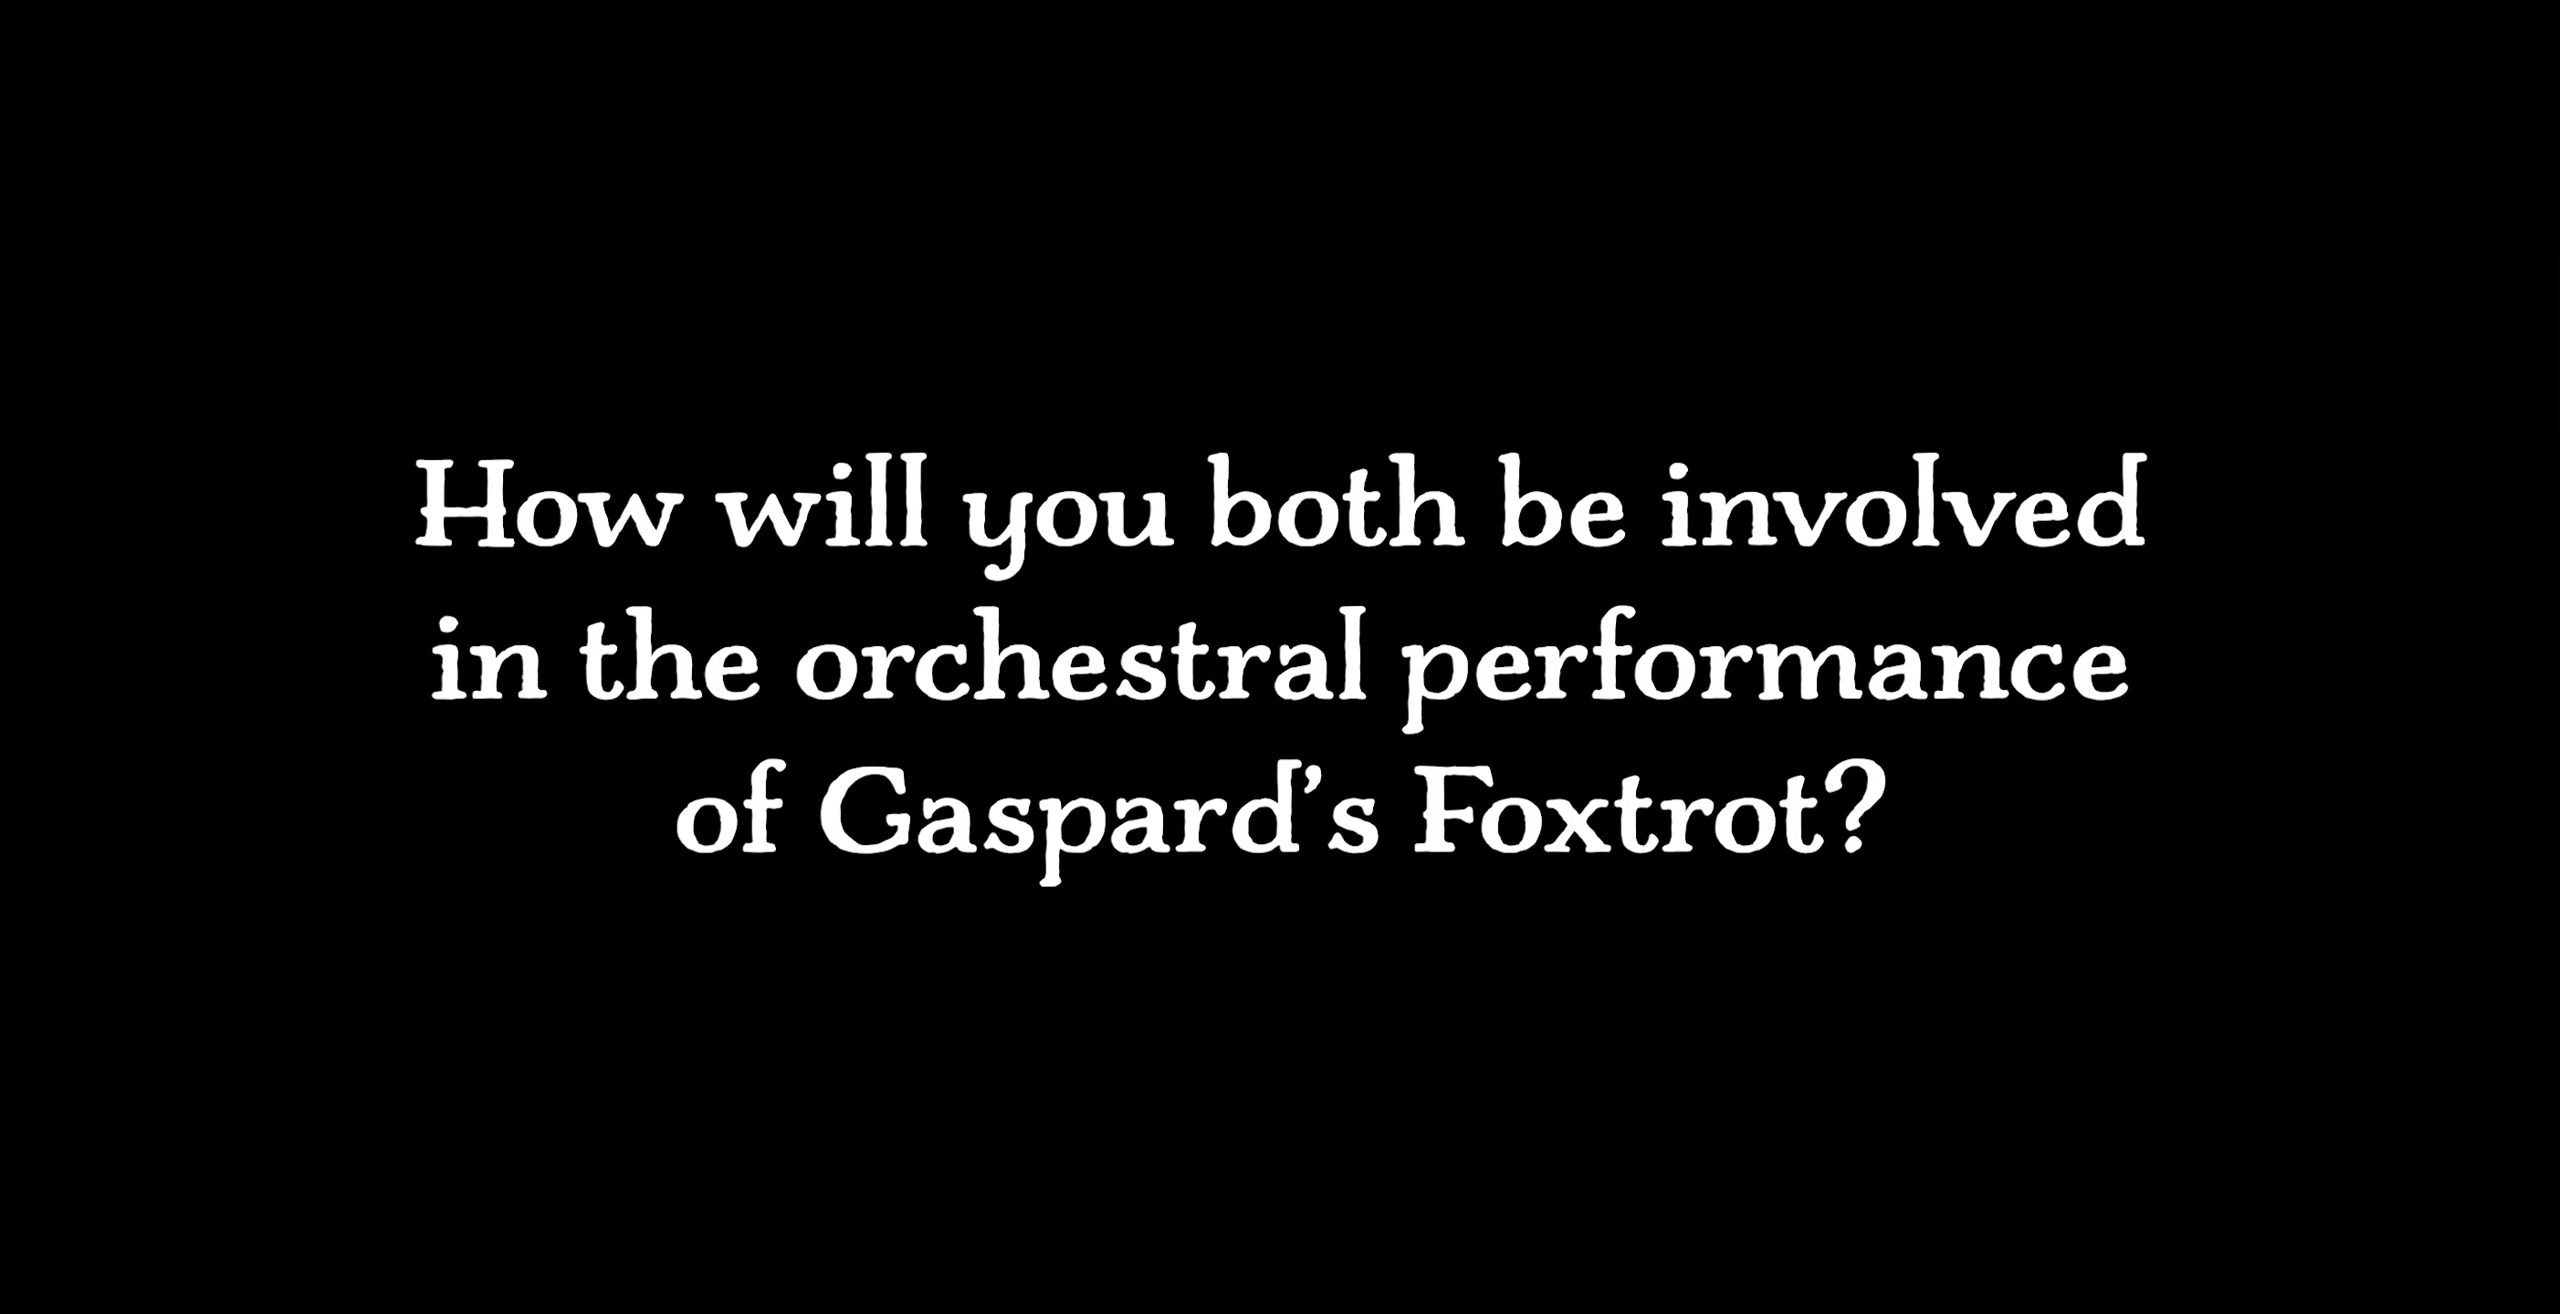 How will you both be involved
in the orchestral performance
of Gaspard’s Foxtrot?